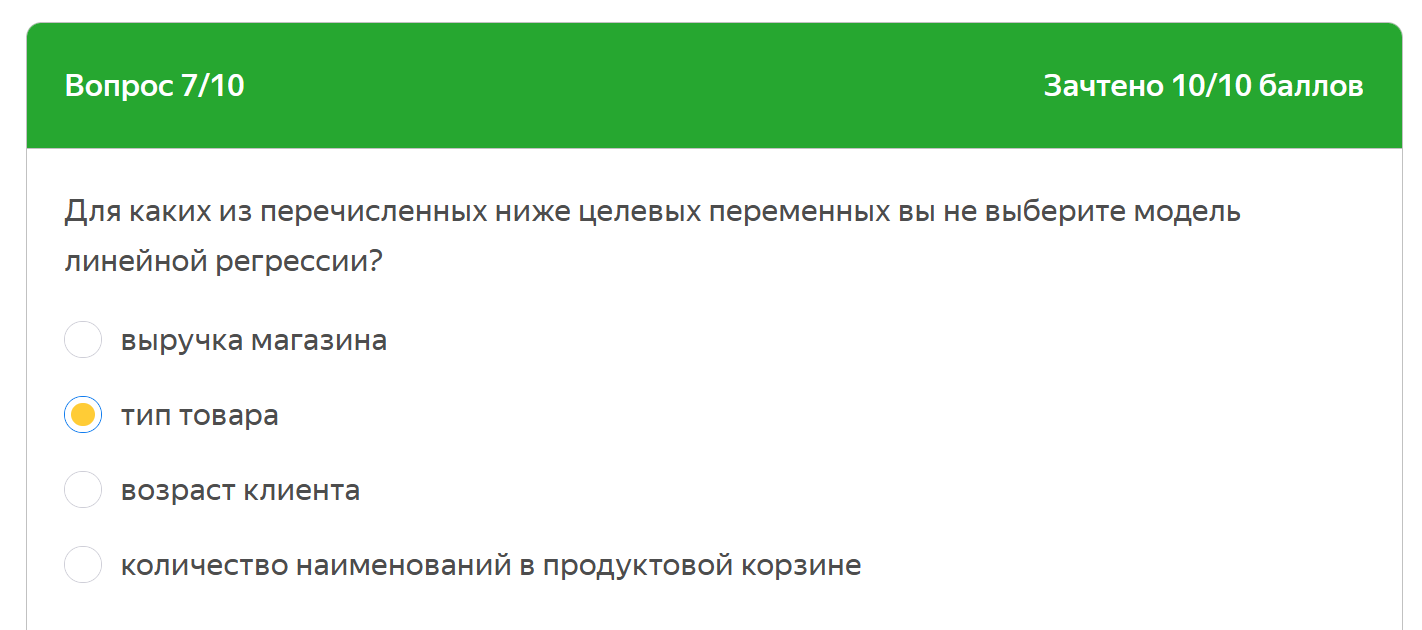 Вопрос 7/10
Зачтено 10/10 баллов
Для каких из перечисленных ниже целевых переменных вы не выберите модель
линейной регрессии?
выручка магазина
тип товара
возраст клиента
количество наименований в продуктовой корзине